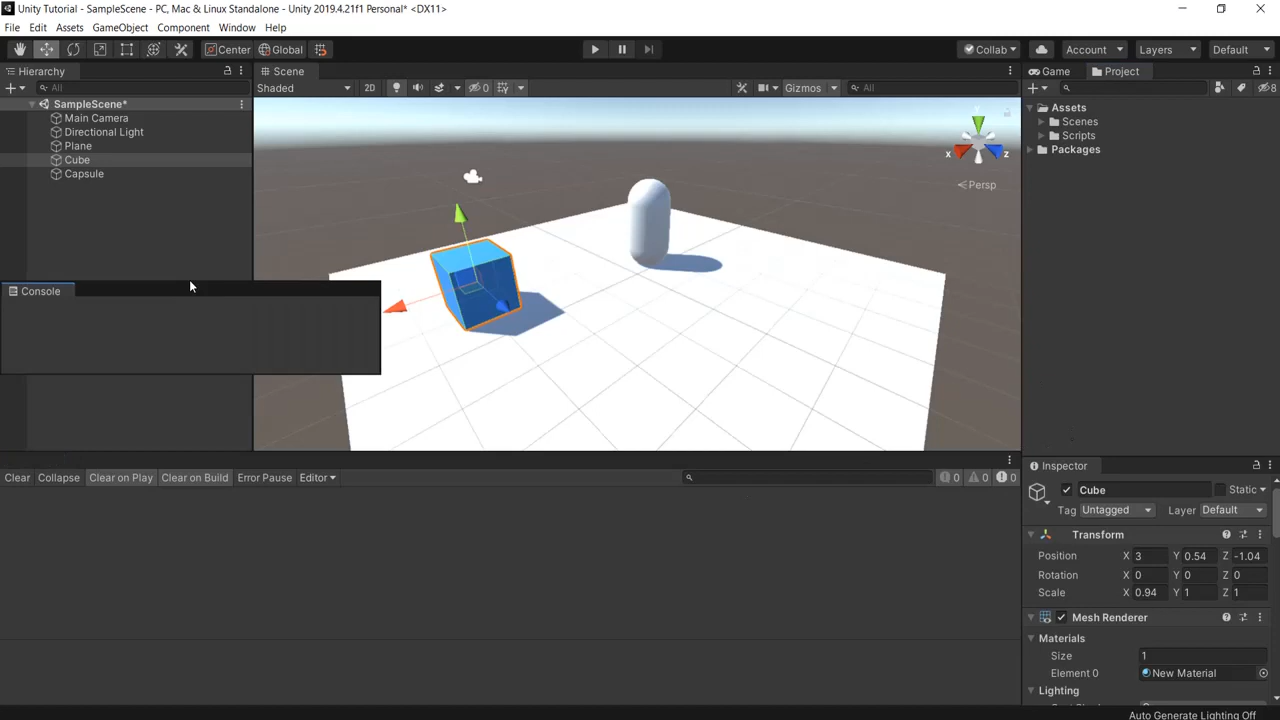 Unity Tutorial - SampleScene - PC, Mac & Linux Standalone - Unity 2019.4.21f1 Personal* <DX11>
File Edit Assets GameObject Component Window Help
Center Global Collab Account Layers Default
Hierarchy Scene Game Project
All Shaded 2D 0 Gizmos All 8
SampleScene*
Main Camera
Directional Light
Plane
Cube
Capsule
y
x z
Persp
Assets
Scenes
Scripts
Packages
Console
Clear Collapse Clear on Play Clear on Build Error Pause Editor 0 0 0
Inspector
Cube Static
Tag Untagged Layer Default
Transform
Position X 3 Y 0.54 Z -1.04
Rotation X 0 Y 0 Z 0
Scale X 0.94 Y 1 Z 1
Mesh Renderer
Materials
Size 1
Element 0 New Material
Lighting
Auto Generate Lighting Off